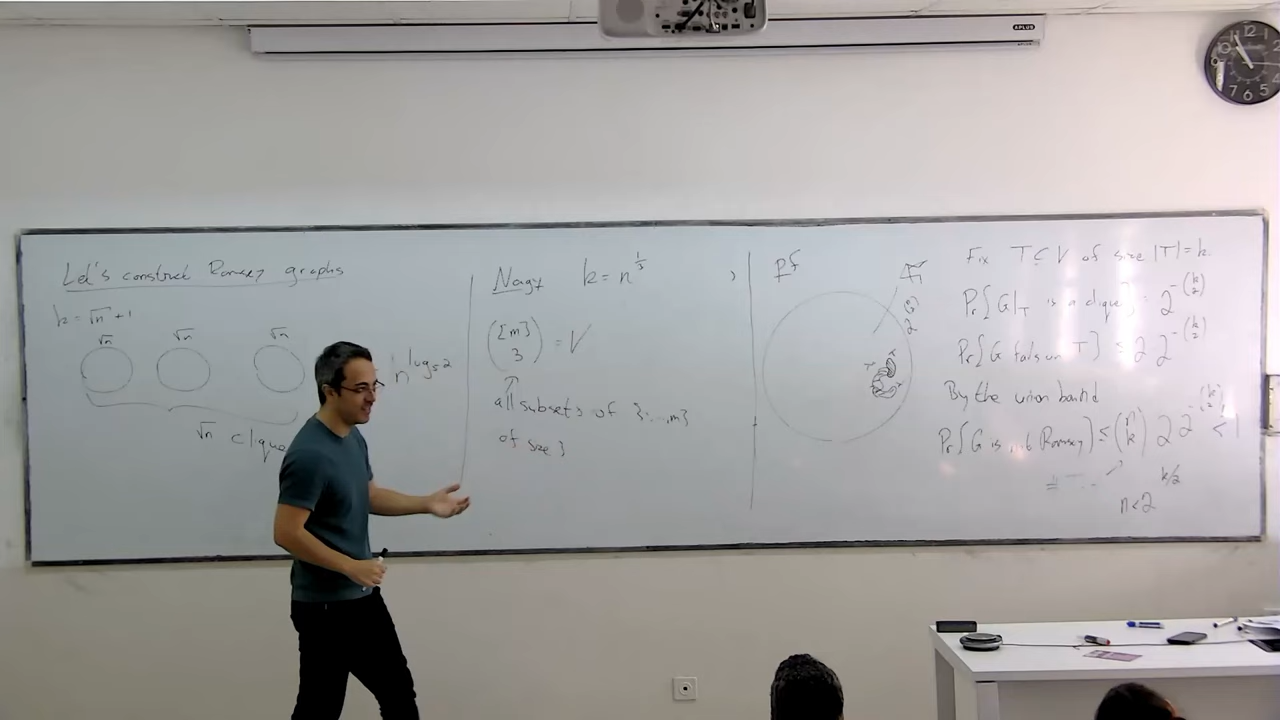 Let's construct Ramsey graphs
k = √n + 1
√n √n √n
n^{log_5 2}
√n clique
Nagy k = n^{1/3}
([m] 3) = V
all subsets of {1,...,m}
of size 3
Pf
Fix T ⊆ V of size |T| = k.
Pr[G|_T is a clique] = 2^{-(k 2)}
Pr[G fails on T] ≤ 2·2^{-(k 2)}
By the union bound
Pr[G is not Ramsey] ≤ (n k) 2 2^{-(k 2)} < 1
n < 2^{k/2}
APLUS